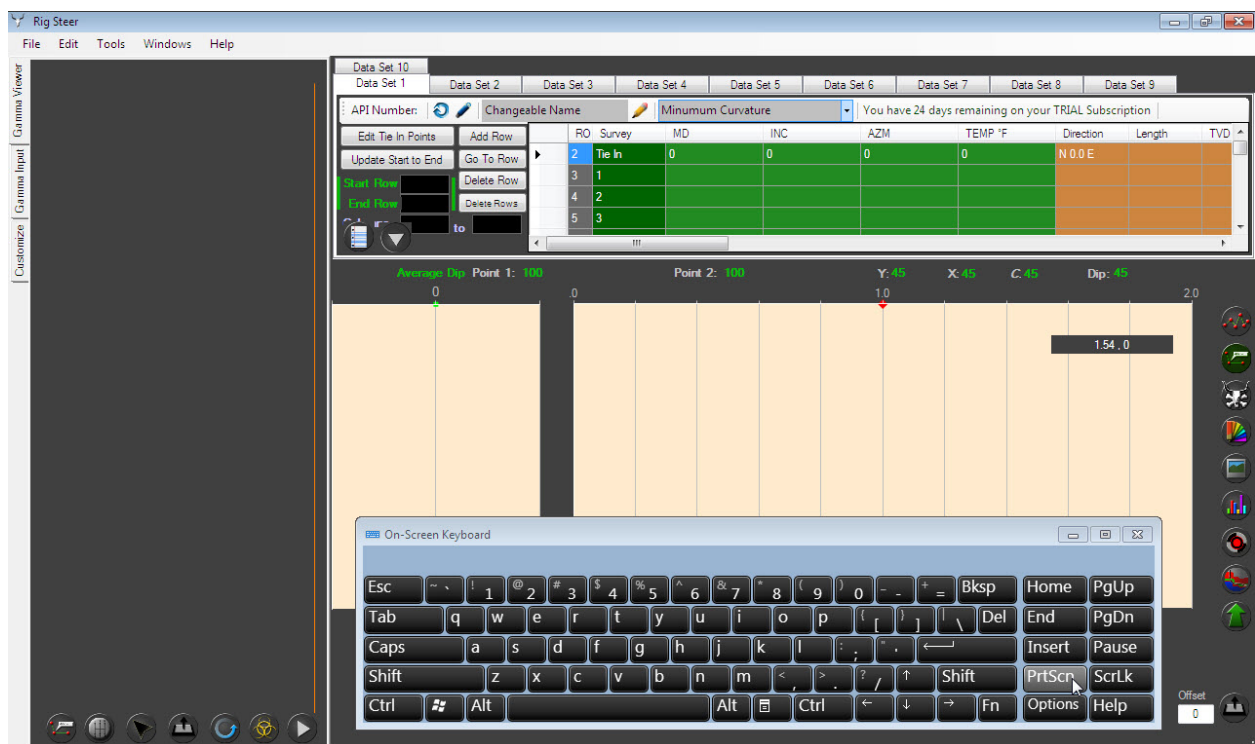 Rig Steer
File Edit Tools Windows Help
Gamma Viewer
Gamma Input
Customize
Data Set 10
Data Set 1 Data Set 2 Data Set 3 Data Set 4 Data Set 5 Data Set 6 Data Set 7 Data Set 8 Data Set 9
API Number: Changeable Name Minumum Curvature You have 24 days remaining on your TRIAL Subscription
Edit Tie In Points Add Row
Update Start to End Go To Row
Start Row Delete Row
End Row Delete Rows
to
RO Survey MD INC AZM TEMP °F Direction Length TVD
2 Tie In 0 0 0 0 N 0.0 E
3 1
4 2
5 3
Average Dip Point 1: 100 Point 2: 100 Y: 45 X: 45 C: 45 Dip: 45
0 .0 1.0 2.0
1.54 , 0
On-Screen Keyboard
Esc ~ ` ! 1 @ 2 # 3 $ 4 % 5 ^ 6 & 7 * 8 ( 9 ) 0 _ - + = Bksp Home PgUp
Tab q w e r t y u i o p { [ } ] | \ Del End PgDn
Caps a s d f g h j k l : ; " ' Insert Pause
Shift z x c v b n m < , > . ? / ↑ Shift PrtScn ScrLk
Ctrl Alt Alt Ctrl ← ↓ → Fn Options Help
Offset
0